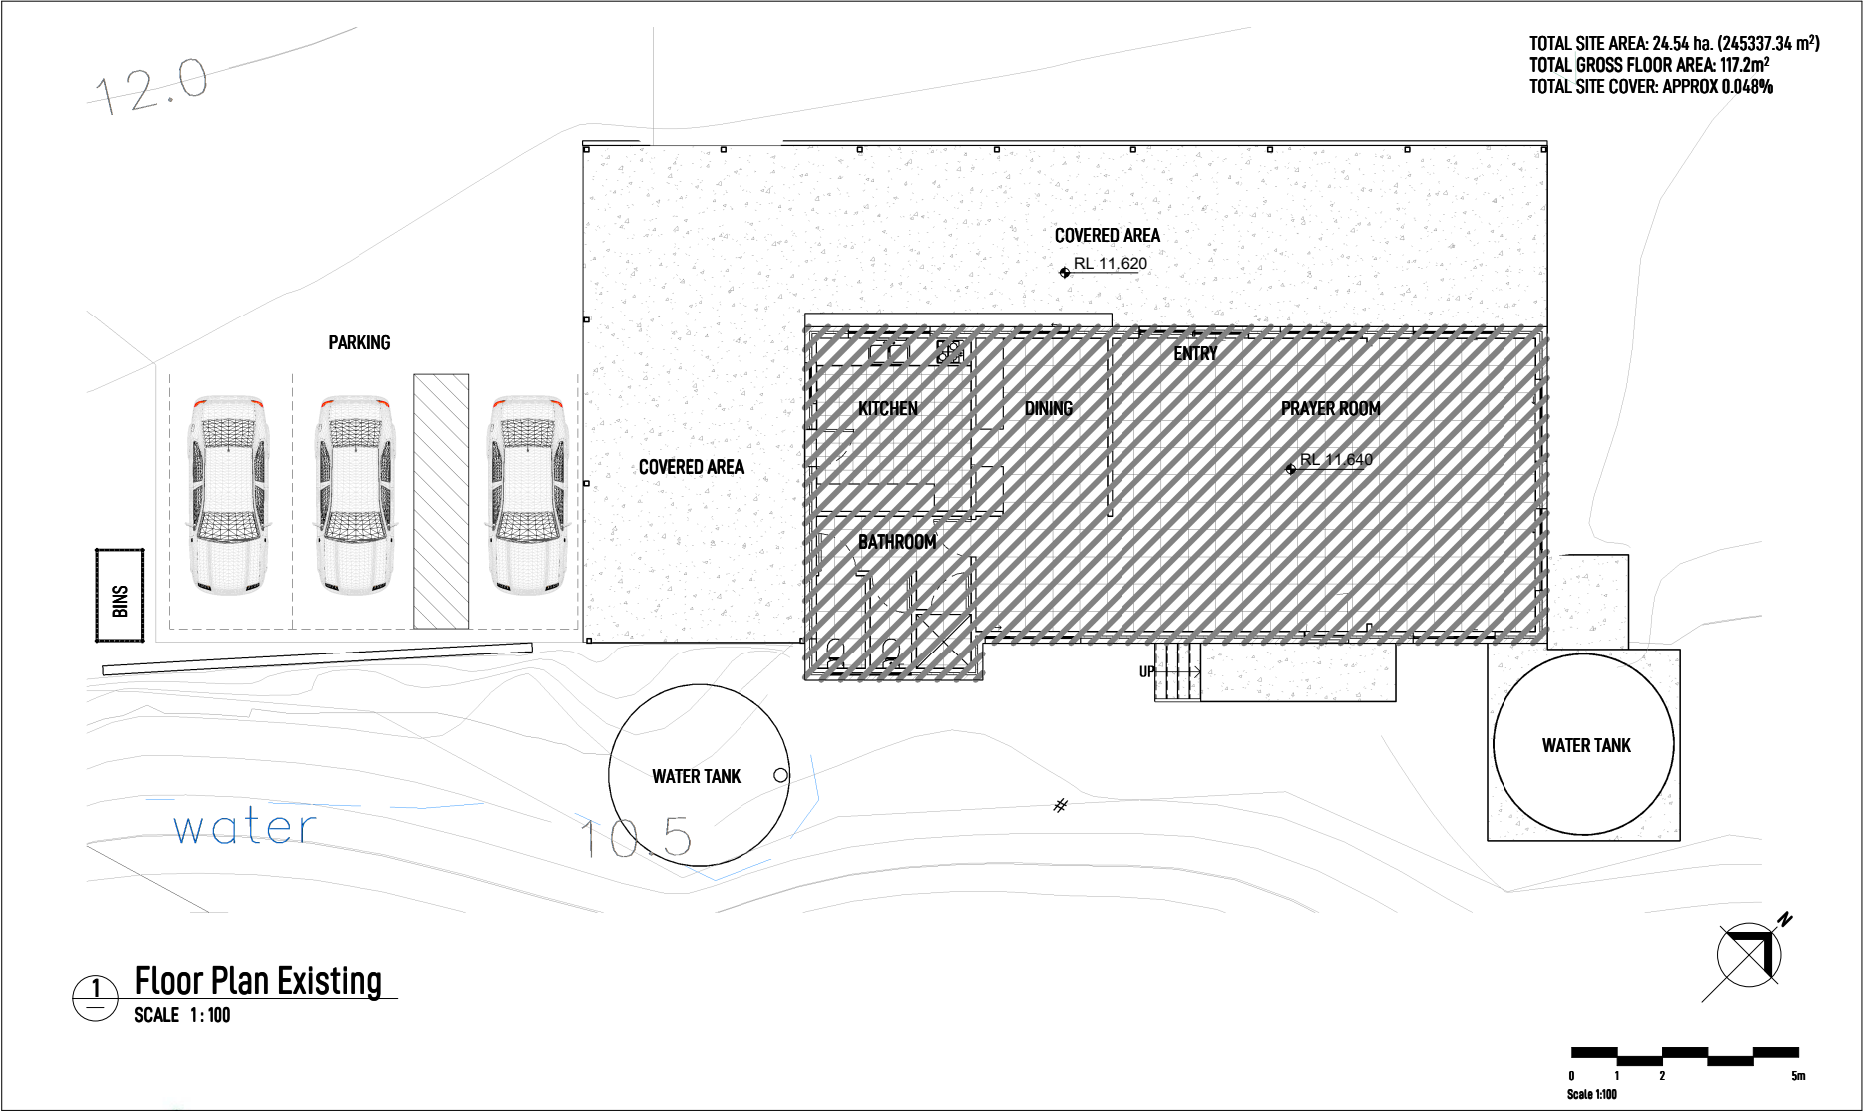 TOTAL SITE AREA: 24.54 ha. (245337.34 m²)
TOTAL GROSS FLOOR AREA: 117.2m²
TOTAL SITE COVER: APPROX 0.048%
12.0
COVERED AREA
RL 11.620
PARKING
ENTRY
KITCHEN
DINING
PRAYER ROOM
COVERED AREA
RL 11.640
BATHROOM
BINS
UP
WATER TANK
WATER TANK
#
water
10.5
N
1
Floor Plan Existing
SCALE 1 : 100
0 1 2 5m
Scale 1:100